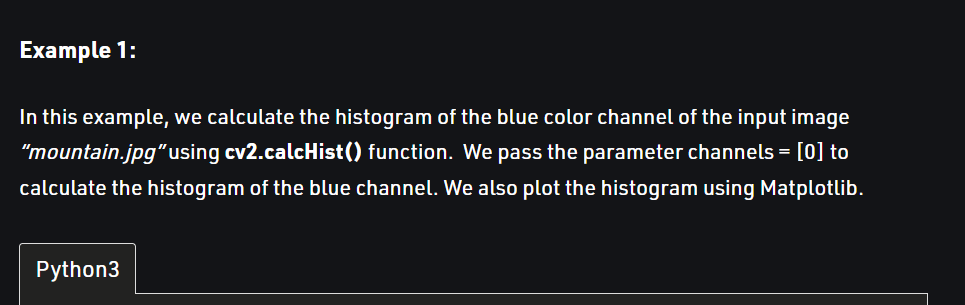 Example 1:
In this example, we calculate the histogram of the blue color channel of the input image
“mountain.jpg” using cv2.calcHist() function.  We pass the parameter channels = [0] to
calculate the histogram of the blue channel. We also plot the histogram using Matplotlib.
Python3